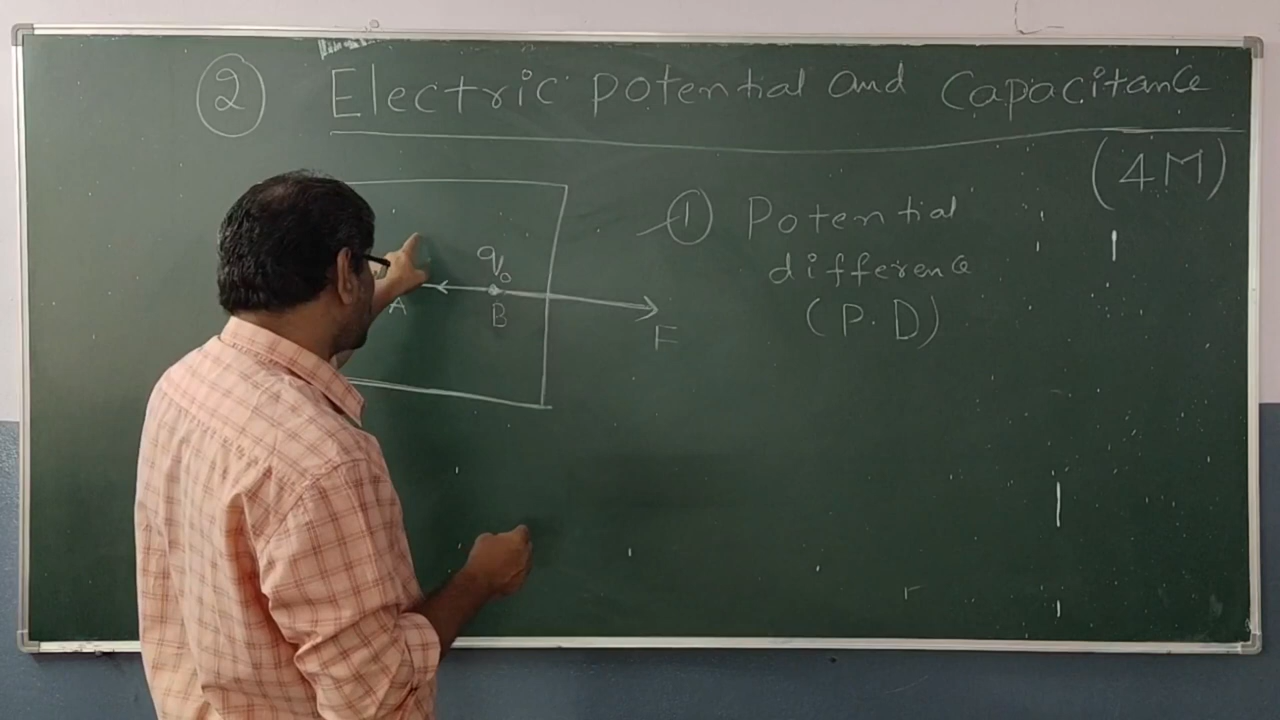 2 Electric potential and Capacitance
(4M)
1 Potential
difference
(P.D)
q₀
A
B
F